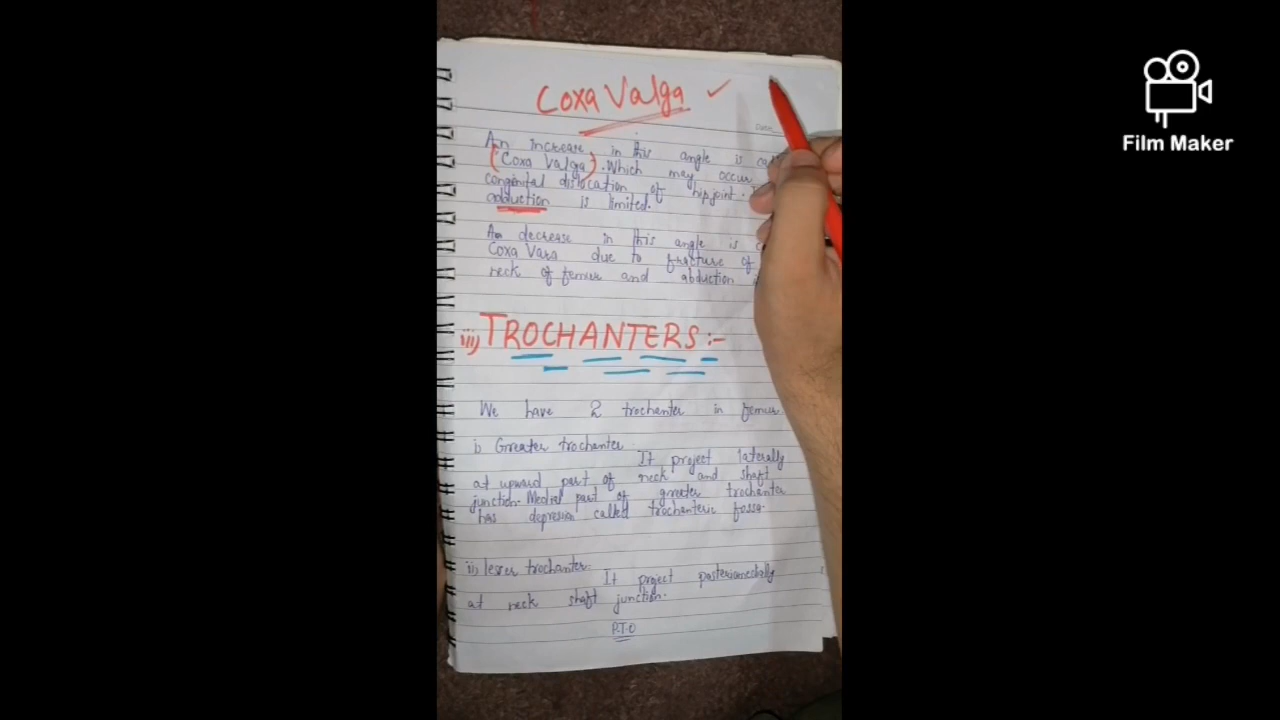 Coxa Valga ✓
An increase in this angle is
(Coxa Valga). Which may occur
congenital dislocation of hip joint.
adduction is limited.
A decrease in this angle is
Coxa Vara due to fracture of
neck of femur and abduction
iii) TROCHANTERS :-
We have 2 trochanter in femur.
i) Greater trochanter
It project laterally
at upward part of neck and shaft
junction. Medial part of greater trochanter
has depression called trochanteric fossa.
ii) lesser trochanter:
It project posteriomedially
at neck shaft junction.
P.T.O
Film Maker